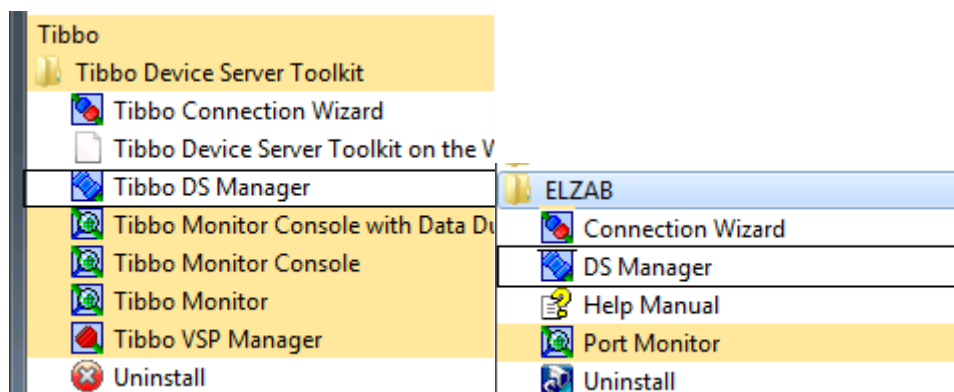 Tibbo
Tibbo Device Server Toolkit
Tibbo Connection Wizard
Tibbo Device Server Toolkit on the
Tibbo DS Manager
Tibbo Monitor Console with Data
Tibbo Monitor Console
Tibbo Monitor
Tibbo VSP Manager
Uninstall
ELZAB
Connection Wizard
DS Manager
Help Manual
Port Monitor
Uninstall